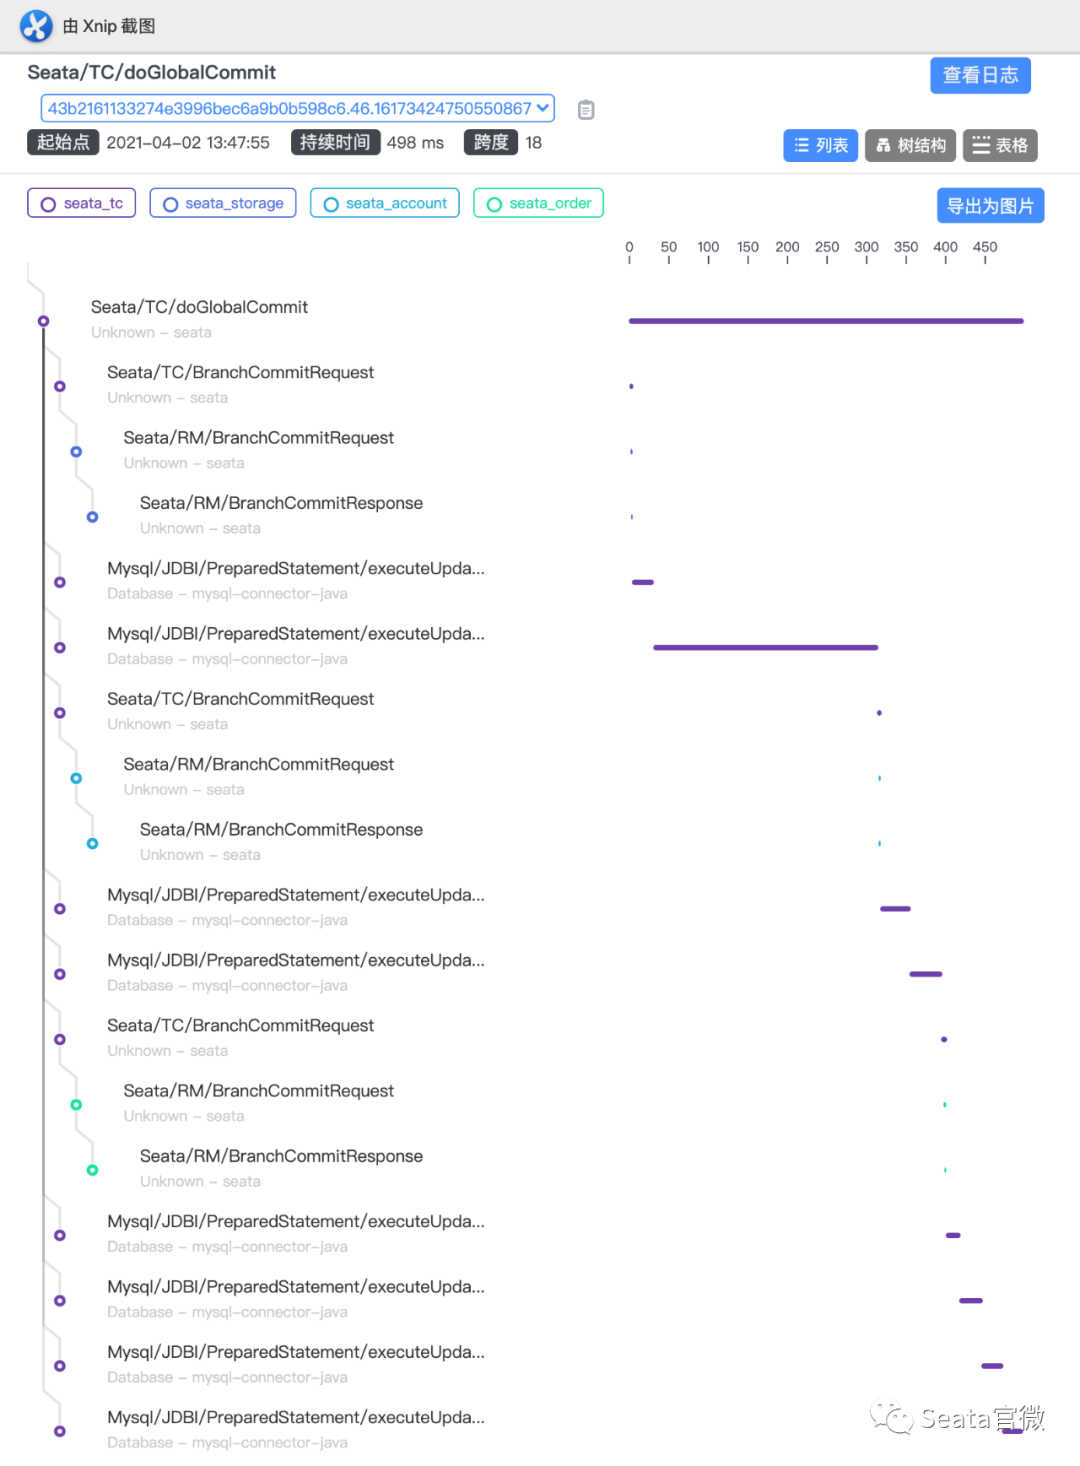 由 Xnip 截图
Seata/TC/doGlobalCommit
查看日志
43b2161133274e3996bec6a9b0b598c6.46.16173424750550867
起始点 2021-04-02 13:47:55 持续时间 498 ms 跨度 18
列表 树结构 表格
seata_tc seata_storage seata_account seata_order
导出为图片
0 50 100 150 200 250 300 350 400 450
Seata/TC/doGlobalCommit
Unknown - seata
Seata/TC/BranchCommitRequest
Unknown - seata
Seata/RM/BranchCommitRequest
Unknown - seata
Seata/RM/BranchCommitResponse
Unknown - seata
Mysql/JDBI/PreparedStatement/executeUpda...
Database - mysql-connector-java
Mysql/JDBI/PreparedStatement/executeUpda...
Database - mysql-connector-java
Seata/TC/BranchCommitRequest
Unknown - seata
Seata/RM/BranchCommitRequest
Unknown - seata
Seata/RM/BranchCommitResponse
Unknown - seata
Mysql/JDBI/PreparedStatement/executeUpda...
Database - mysql-connector-java
Mysql/JDBI/PreparedStatement/executeUpda...
Database - mysql-connector-java
Seata/TC/BranchCommitRequest
Unknown - seata
Seata/RM/BranchCommitRequest
Unknown - seata
Seata/RM/BranchCommitResponse
Unknown - seata
Mysql/JDBI/PreparedStatement/executeUpda...
Database - mysql-connector-java
Mysql/JDBI/PreparedStatement/executeUpda...
Database - mysql-connector-java
Mysql/JDBI/PreparedStatement/executeUpda...
Database - mysql-connector-java
Mysql/JDBI/PreparedStatement/executeUpda...
Database - mysql-connector-java
Seata官微